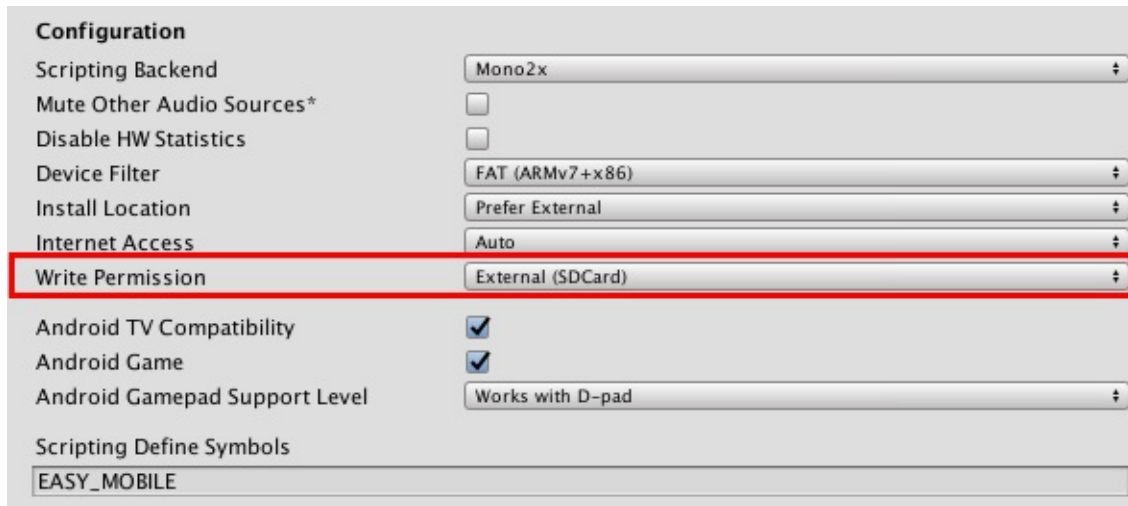 Configuration
Scripting Backend Mono2x
Mute Other Audio Sources*
Disable HW Statistics
Device Filter FAT (ARMv7+x86)
Install Location Prefer External
Internet Access Auto
Write Permission External (SDCard)
Android TV Compatibility
Android Game
Android Gamepad Support Level Works with D-pad
Scripting Define Symbols
EASY_MOBILE